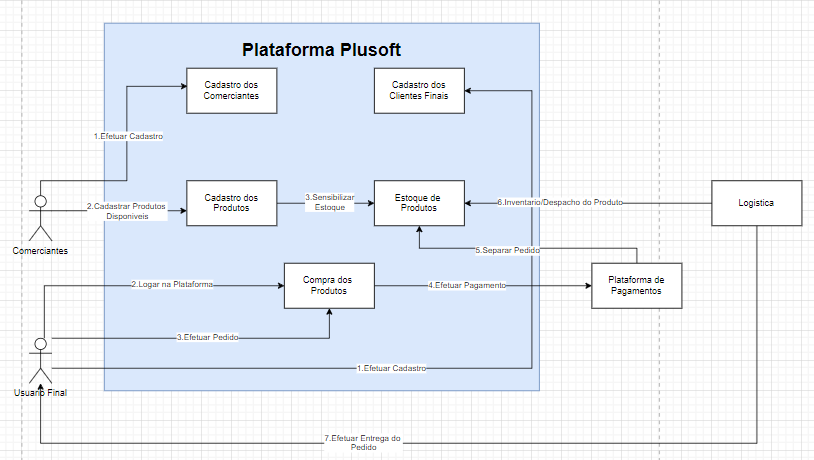 Plataforma Plusoft
Cadastro dos
Comerciantes
Cadastro dos
Clientes Finais
1.Efetuar Cadastro
2.Cadastrar Produtos
Disponiveis
Cadastro dos
Produtos
3.Sensibilizar
Estoque
Estoque de
Produtos
6.Inventario/Despacho do Produto
Logistica
Comerciantes
5.Separar Pedido
2.Logar na Plataforma
Compra dos
Produtos
4.Efetuar Pagamento
Plataforma de
Pagamentos
3.Efetuar Pedido
1.Efetuar Cadastro
Usuario Final
7.Efetuar Entrega do
Pedido